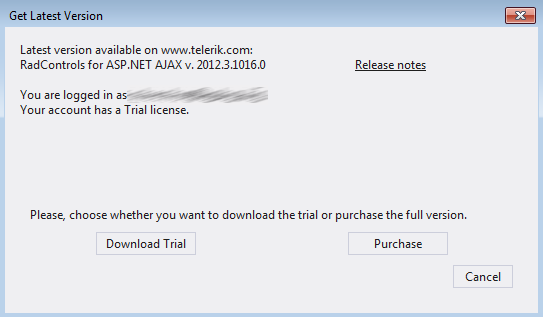 Get Latest Version
Latest version available on www.telerik.com:
RadControls for ASP.NET AJAX v. 2012.3.1016.0 Release notes
You are logged in as
Your account has a Trial license.
Please, choose whether you want to download the trial or purchase the full version.
Download Trial Purchase
Cancel